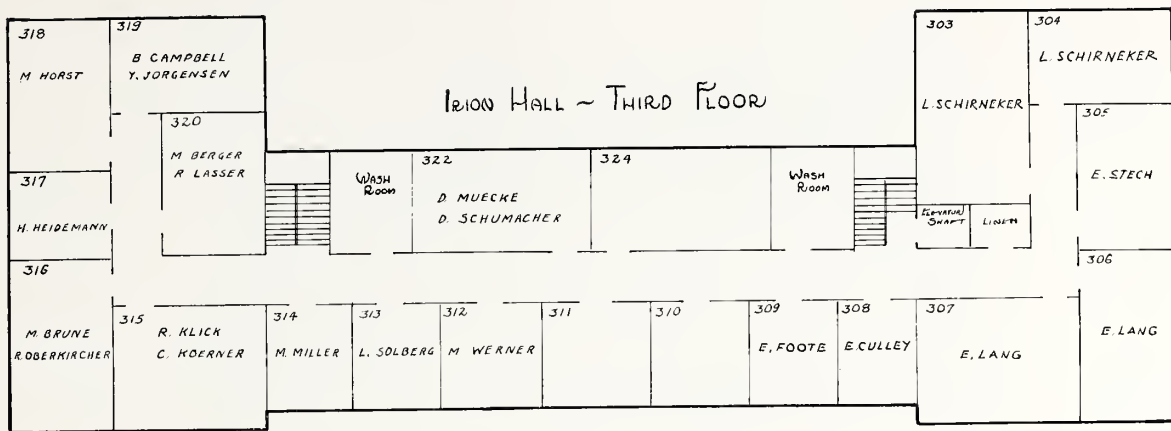 IRION HALL ~ THIRD FLOOR
318
M HORST
319
B CAMPBELL
Y. JORGENSEN
320
M BERGER
R LASSER
317
H. HEIDEMANN
316
M. BRUNE
R. OBERKIRCHER
315
R. KLICK
C. KOERNER
314
M. MILLER
313
L. SOLBERG
312
M WERNER
311
310
309
E. FOOTE
308
E. CULLEY
307
E. LANG
306
E. LANG
305
E. STECH
304
L. SCHIRNEKER
303
L. SCHIRNEKER
ELEVATOR
SHAFT
LINEN
WASH
ROOM
322
D. MUECKE
D. SCHUMACHER
324
WASH
ROOM